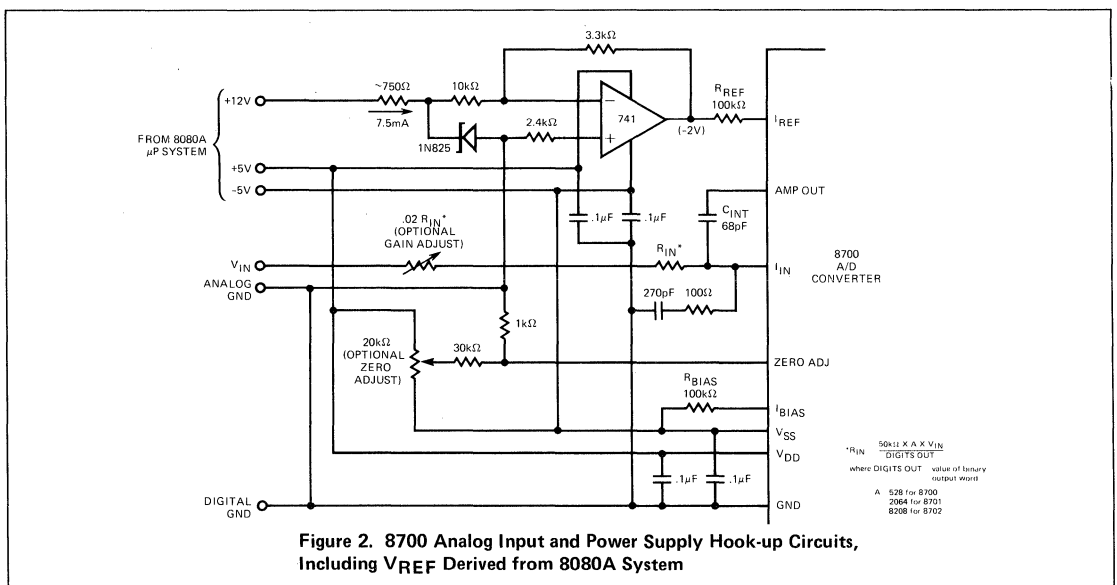 3.3kΩ
~750Ω
10kΩ
+12V
7.5mA
741
(-2V)
RREF
100kΩ
IREF
1N825
2.4kΩ
FROM 8080A
µP SYSTEM
+5V
-5V
AMP OUT
.1µF
.1µF
CINT
68pF
.02 RIN*
(OPTIONAL
GAIN ADJUST)
RIN*
VIN
IIN
8700
A/D
CONVERTER
ANALOG
GND
270pF
100Ω
1kΩ
20kΩ
(OPTIONAL
ZERO
ADJUST)
30kΩ
ZERO ADJ
RBIAS
100kΩ
IBIAS
VSS
VDD
.1µF
.1µF
DIGITAL
GND
GND
*RIN 50kΩ X A X VIN
DIGITS OUT
where DIGITS OUT value of binary
output word
A 528 for 8700
2064 for 8701
8208 for 8702
Figure 2. 8700 Analog Input and Power Supply Hook-up Circuits,
Including VREF Derived from 8080A System